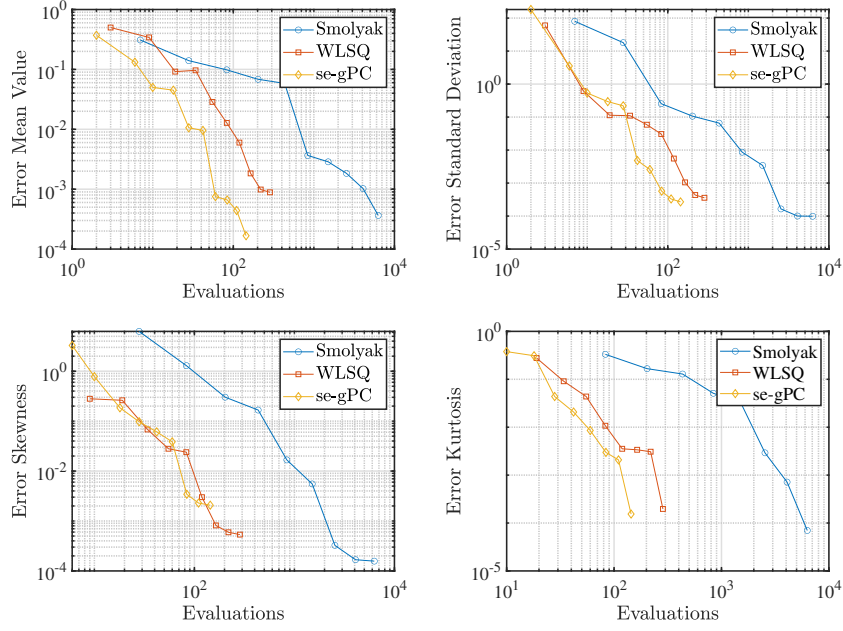 10^0
10^-1
10^-2
10^-3
10^-4
Error Mean Value
Smolyak
WLSQ
se-gPC
10^0
10^2
10^4
Evaluations
10^0
10^-5
Error Standard Deviation
Smolyak
WLSQ
se-gPC
10^0
10^2
10^4
Evaluations
10^0
10^-2
10^-4
Error Skewness
Smolyak
WLSQ
se-gPC
10^2
10^4
Evaluations
10^0
10^-5
Error Kurtosis
Smolyak
WLSQ
se-gPC
10^1
10^2
10^3
10^4
Evaluations